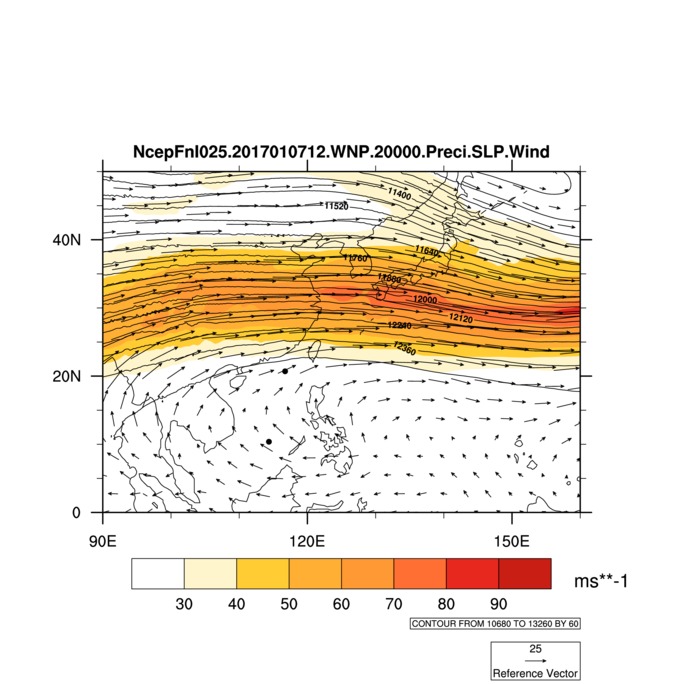 NcepFnl025.2017010712.WNP.20000.Preci.SLP.Wind
11400
11520
40N
11640
11760
11880
12000
12120
12240
12360
20N
0
90E 120E 150E
ms**-1
30 40 50 60 70 80 90
CONTOUR FROM 10680 TO 13260 BY 60
25
Reference Vector